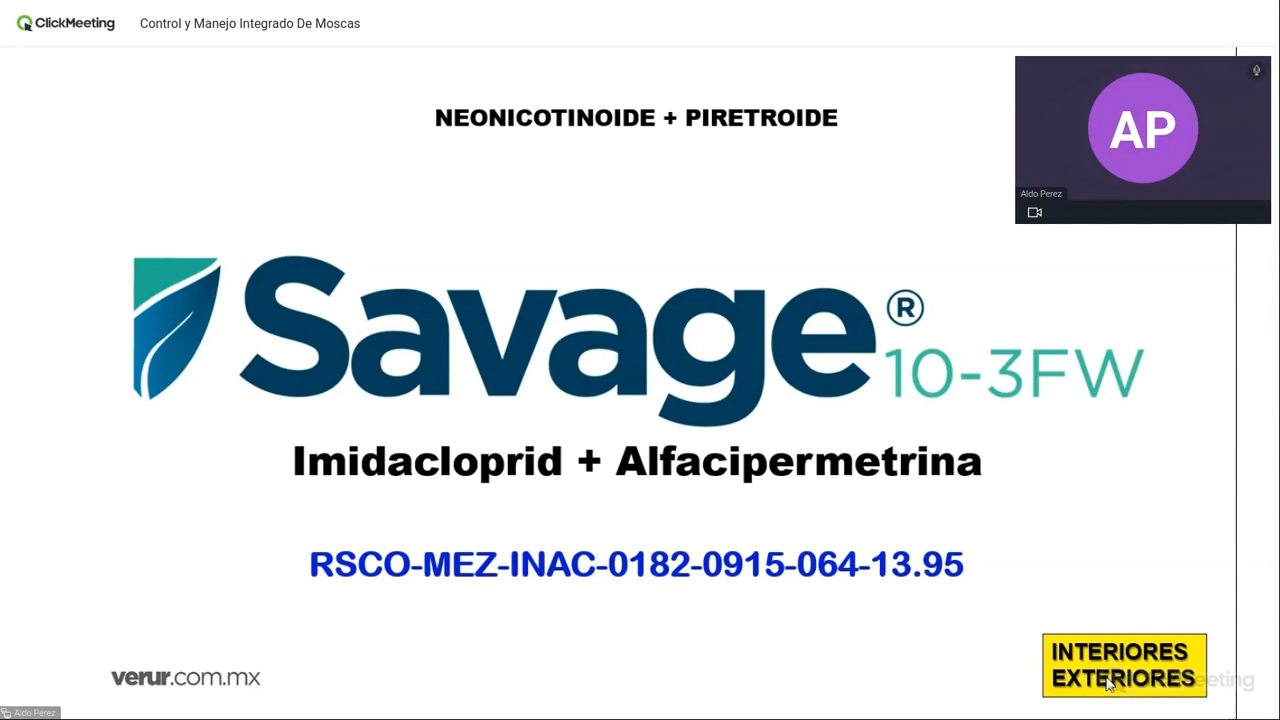 ClickMeeting
Control y Manejo Integrado De Moscas
NEONICOTINOIDE + PIRETROIDE
AP
Aldo Perez
Savage®
10-3FW
Imidacloprid + Alfacipermetrina
RSCO-MEZ-INAC-0182-0915-064-13.95
verur.com.mx
INTERIORES
EXTERIORES
Aldo Perez